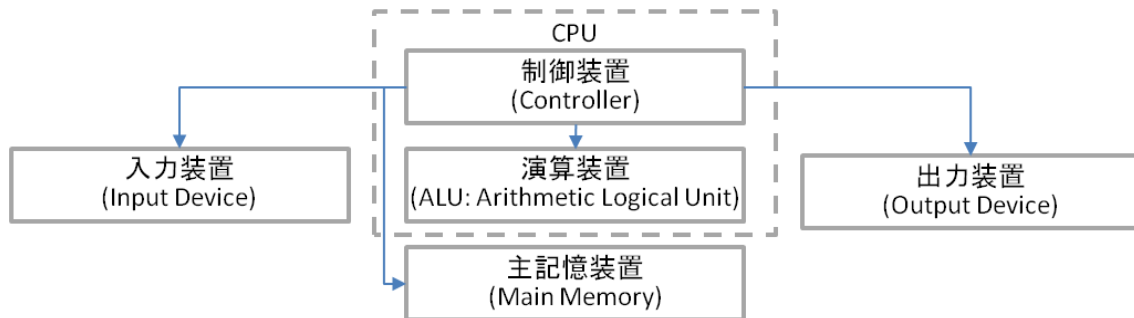 CPU
制御装置
(Controller)
入力装置
(Input Device)
演算装置
(ALU: Arithmetic Logical Unit)
出力装置
(Output Device)
主記憶装置
(Main Memory)